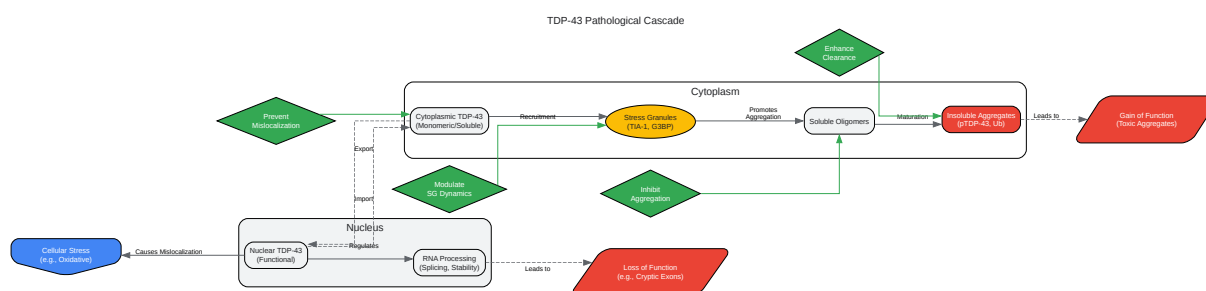 TDP-43 Pathological Cascade
Enhance
Clearance
Cytoplasm
Prevent
Mislocalization
Cytoplasmic TDP-43
(Monomeric/Soluble)
Recruitment
Stress Granules
(TIA-1, G3BP)
Promotes
Aggregation
Soluble Oligomers
Maturation
Insoluble Aggregates
(pTDP-43, Ub)
Leads to
Gain of Function
(Toxic Aggregates)
Export
Modulate
SG Dynamics
Inhibit
Aggregation
Import
Nucleus
Cellular Stress
(e.g., Oxidative)
Causes Mislocalization
Nuclear TDP-43
(Functional)
Regulates
RNA Processing
(Splicing, Stability)
Leads to
Loss of Function
(e.g., Cryptic Exons)